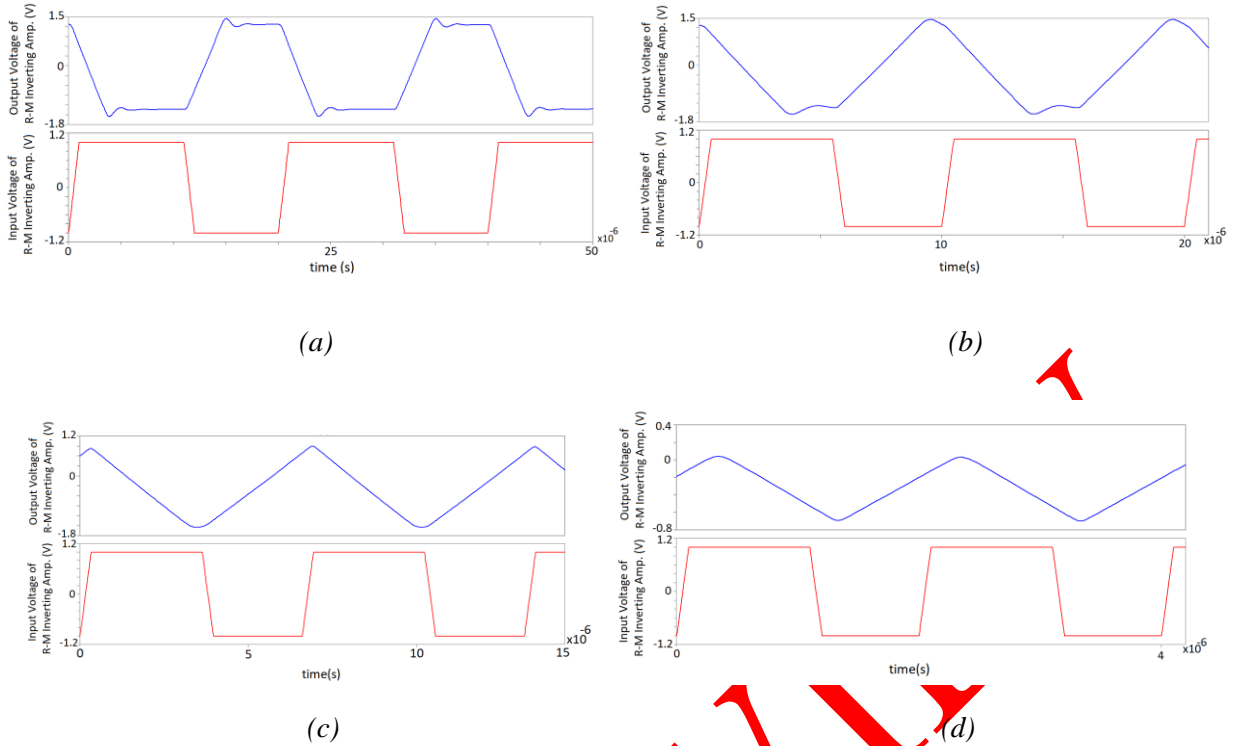 Output Voltage of
R-M Inverting Amp. (V)
1.5
0
-1.8
Input Voltage of
R-M Inverting Amp. (V)
1.2
0
-1.2
0
25
50
x10^-6
time (s)
(a)
Output Voltage of
R-M Inverting Amp. (V)
1.5
0
-1.8
Input Voltage of
R-M Inverting Amp. (V)
1.2
0
-1.2
0
10
20
x10^-6
time(s)
(b)
Output Voltage of
R-M Inverting Amp. (V)
1.2
0
-1.8
Input Voltage of
R-M Inverting Amp. (V)
1.2
0
-1.2
0
5
10
15
x10^-6
time(s)
(c)
Output Voltage of
R-M Inverting Amp. (V)
0.4
0
-0.8
Input Voltage of
R-M Inverting Amp. (V)
1.2
0
-1.2
0
4
x10^-6
time(s)
(d)